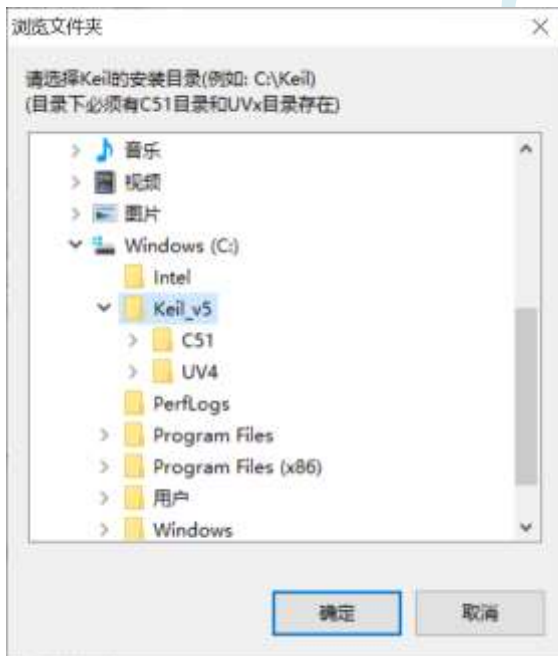 浏览文件夹
请选择Keil的安装目录(例如: C:\Keil)
(目录下必须有C51目录和UVx目录存在)
音乐
视频
图片
Windows (C:)
Intel
Keil_v5
C51
UV4
PerfLogs
Program Files
Program Files (x86)
用户
Windows
确定
取消